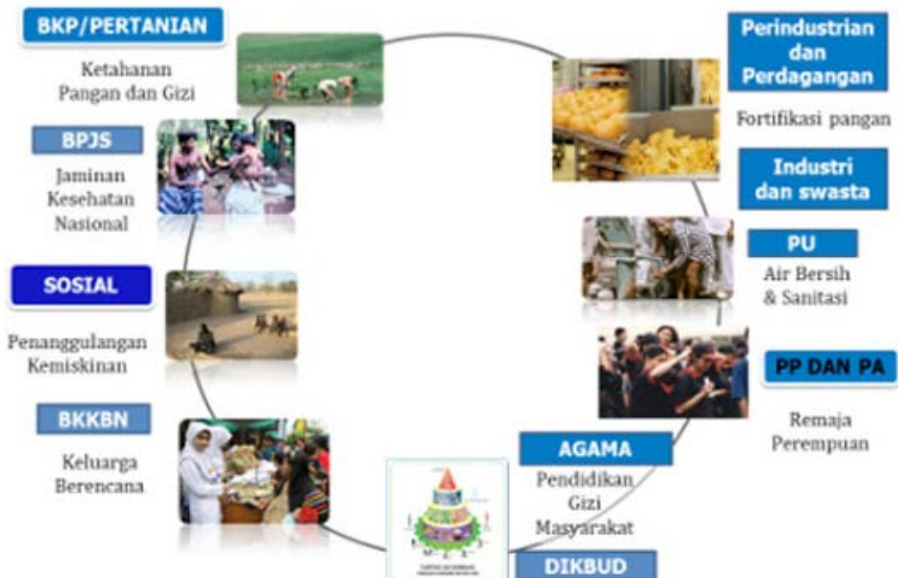 BKP/PERTANIAN
Ketahanan
Pangan dan Gizi
BPJS
Jaminan
Kesehatan
Nasional
SOSIAL
Penanggulangan
Kemiskinan
BKKBN
Keluarga
Berencana
Perindustrian
dan
Perdagangan
Fortifikasi pangan
Industri
dan swasta
PU
Air Bersih
& Sanitasi
PP DAN PA
Remaja
Perempuan
AGAMA
Pendidikan
Gizi
Masyarakat
DIKBUD